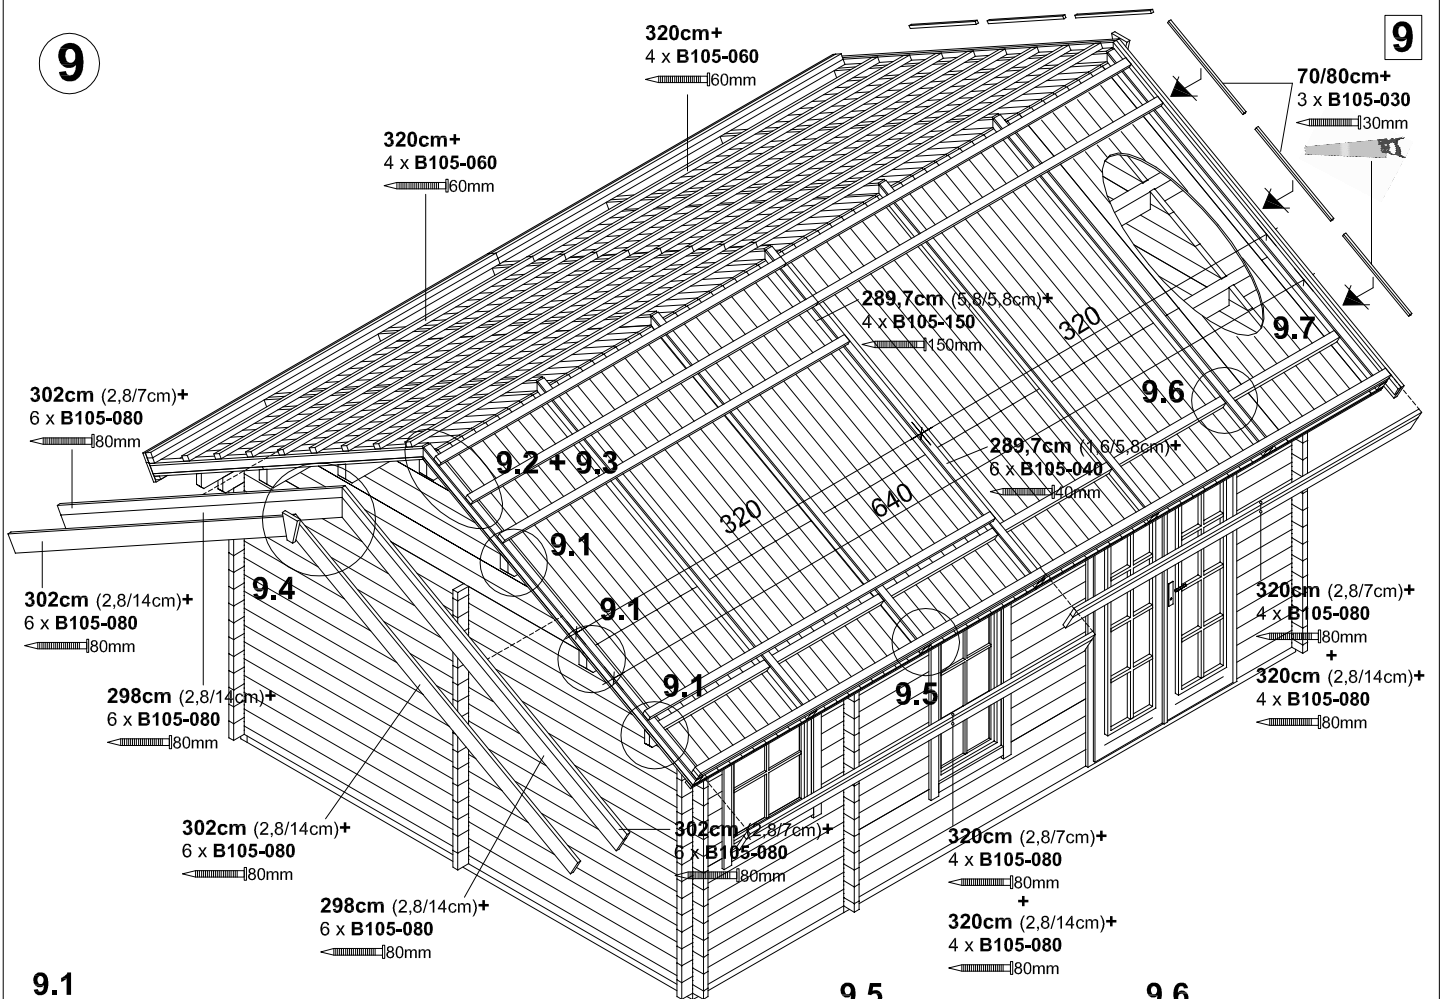 9
9
320cm+
4 x B105-060
60mm
70/80cm+
3 x B105-030
30mm
320cm+
4 x B105-060
60mm
289,7cm (5,8/5,8cm)+
4 x B105-150
150mm
320
9.7
302cm (2,8/7cm)+
6 x B105-080
80mm
9.6
9.2 + 9.3
289,7cm (1,6/5,8cm)+
6 x B105-040
40mm
320
640
9.1
9.4
9.1
302cm (2,8/14cm)+
6 x B105-080
80mm
320cm (2,8/7cm)+
4 x B105-080
80mm
+
320cm (2,8/14cm)+
4 x B105-080
80mm
9.1
9.5
298cm (2,8/14cm)+
6 x B105-080
80mm
302cm (2,8/14cm)+
6 x B105-080
80mm
302cm (2,8/7cm)+
6 x B105-080
80mm
320cm (2,8/7cm)+
4 x B105-080
80mm
+
320cm (2,8/14cm)+
4 x B105-080
80mm
298cm (2,8/14cm)+
6 x B105-080
80mm
9.1
9.5
9.6